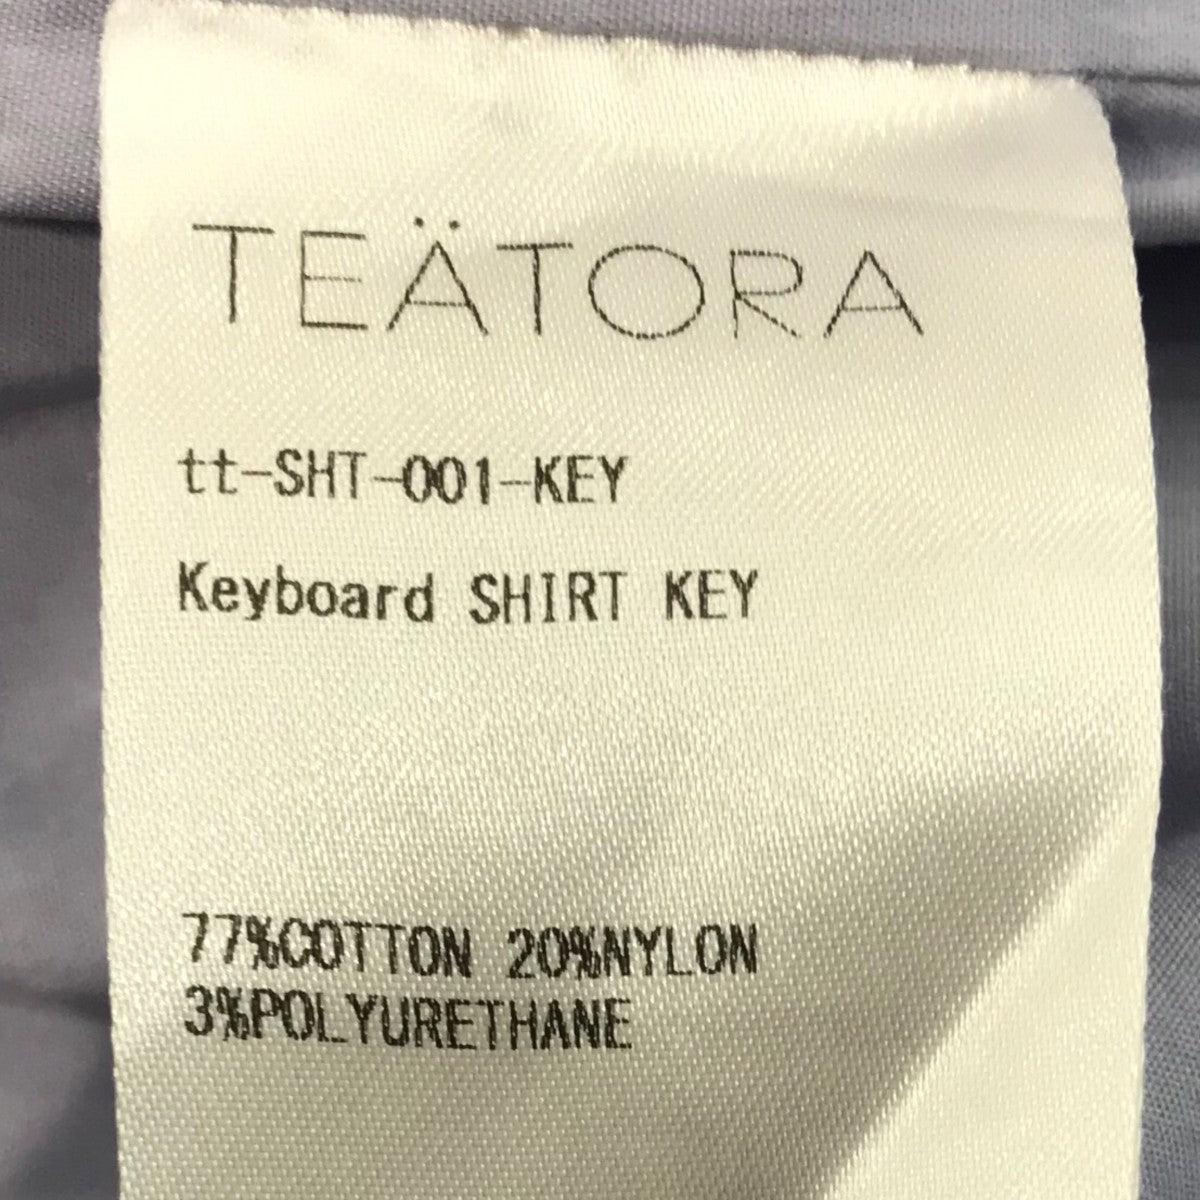 TEÄTORA
tt-SHT-001-KEY
Keyboard SHIRT KEY
77%COTTON 20%NYLON
3%POLYURETHANE